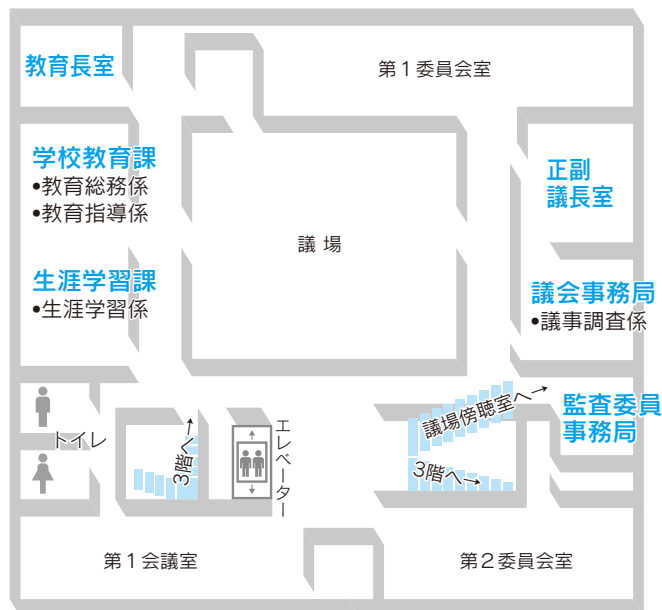 教育長室
第1委員会室
学校教育課
•教育総務係
•教育指導係
正副
議長室
議場
生涯学習課
•生涯学習係
議会事務局
•議事調査係
監査委員
事務局
議場傍聴室へ→
トイレ
3階へ→
エレベーター
3階へ→
第1会議室
第2委員会室